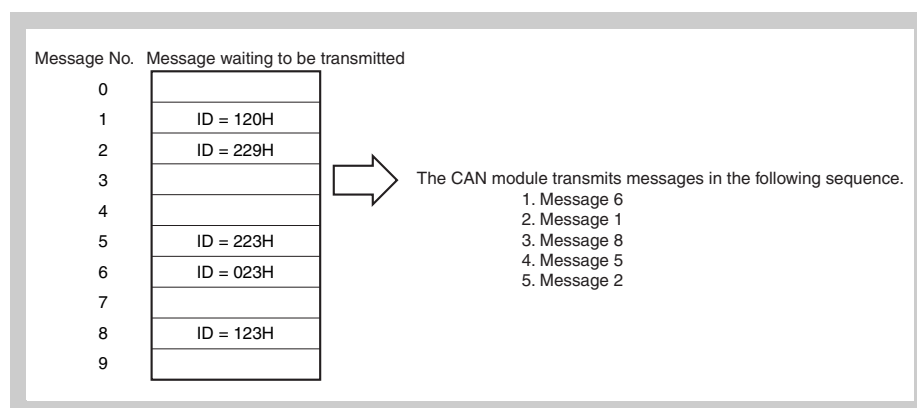 Message No. Message waiting to be transmitted
0
1 ID = 120H
2 ID = 229H
3
4
5 ID = 223H
6 ID = 023H
7
8 ID = 123H
9
The CAN module transmits messages in the following sequence.
1. Message 6
2. Message 1
3. Message 8
4. Message 5
5. Message 2